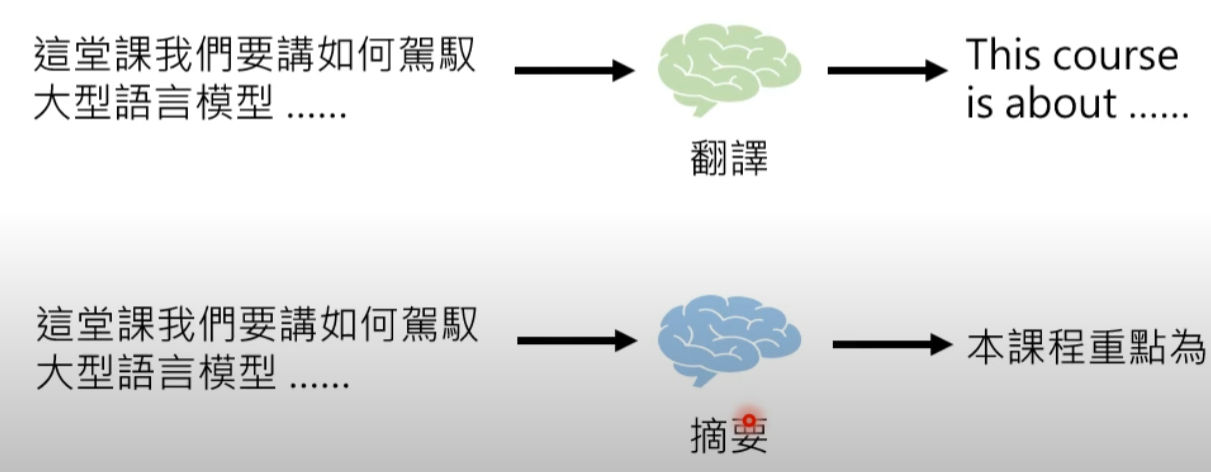 這堂課我們要講如何駕馭
大型語言模型 ......
翻譯
This course
is about ......
這堂課我們要講如何駕馭
大型語言模型 ......
摘要
本課程重點為